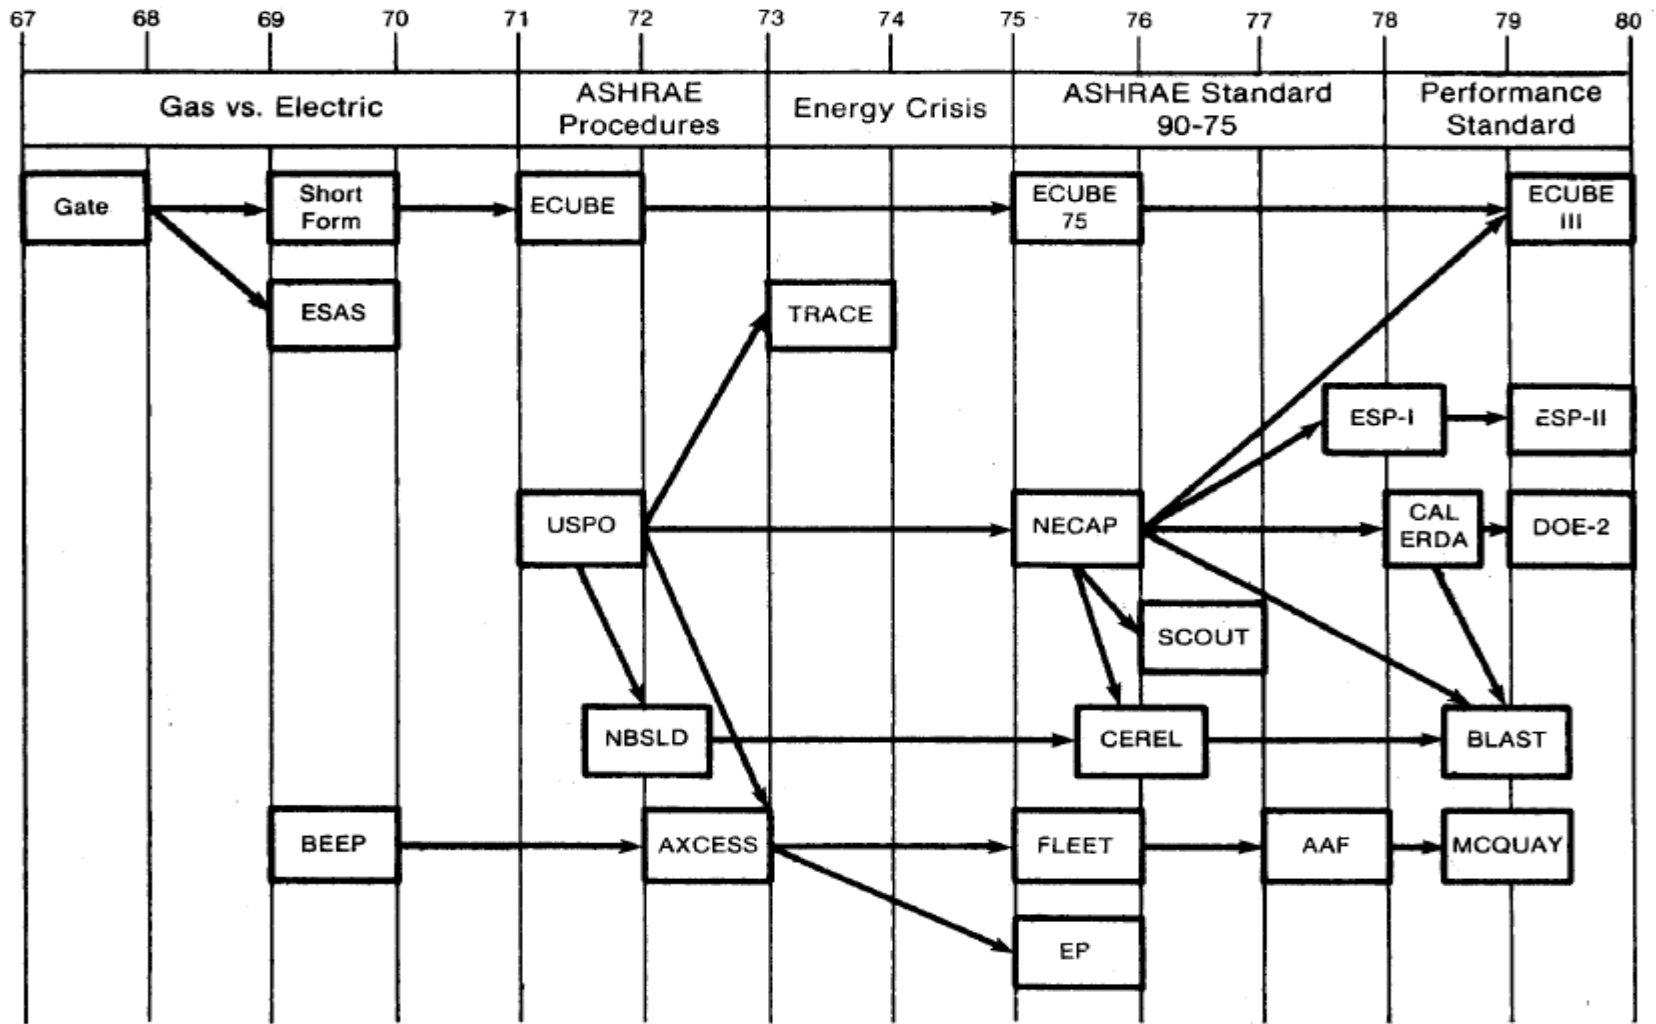 67 68 69 70 71 72 73 74 75 76 77 78 79 80
Gas vs. Electric
ASHRAE
Procedures
Energy Crisis
ASHRAE Standard
90-75
Performance
Standard
Gate
Short
Form
ECUBE
ECUBE
75
ECUBE
III
ESAS
TRACE
ESP-I
ESP-II
USPO
NECAP
CAL
ERDA
DOE-2
SCOUT
NBSLD
CEREL
BLAST
BEEP
AXCESS
FLEET
AAF
MCQUAY
EP